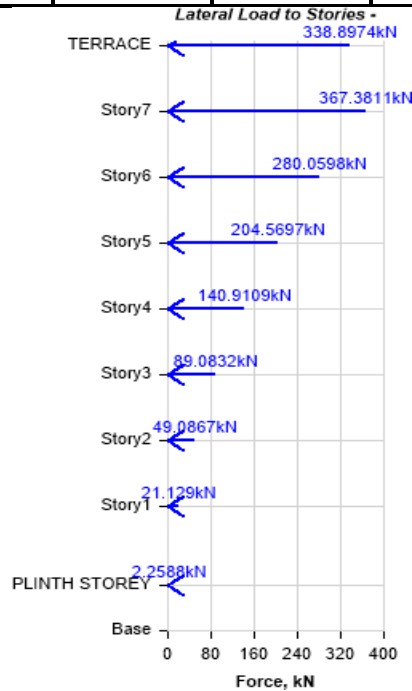 Lateral Load to Stories -
338.8974kN
TERRACE
367.3811kN
Story7
280.0598kN
Story6
204.5697kN
Story5
140.9109kN
Story4
89.0832kN
Story3
49.0867kN
Story2
21.129kN
Story1
2.2588kN
PLINTH STOREY
Base
0 80 160 240 320 400
Force, kN